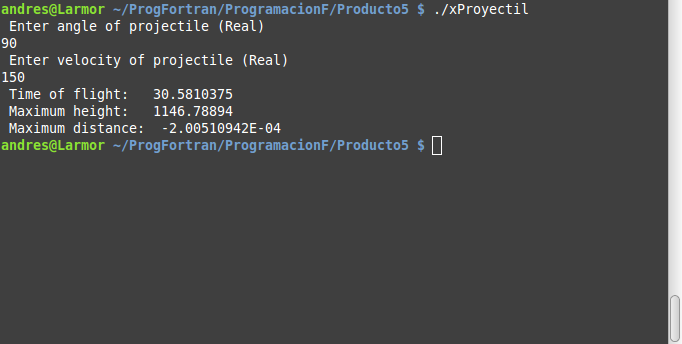 andres@Larmor ~/ProgFortran/ProgramacionF/Producto5 $ ./xProyectil
Enter angle of projectile (Real)
90
Enter velocity of projectile (Real)
150
Time of flight:   30.5810375
Maximum height:   1146.78894
Maximum distance:  -2.00510942E-04
andres@Larmor ~/ProgFortran/ProgramacionF/Producto5 $